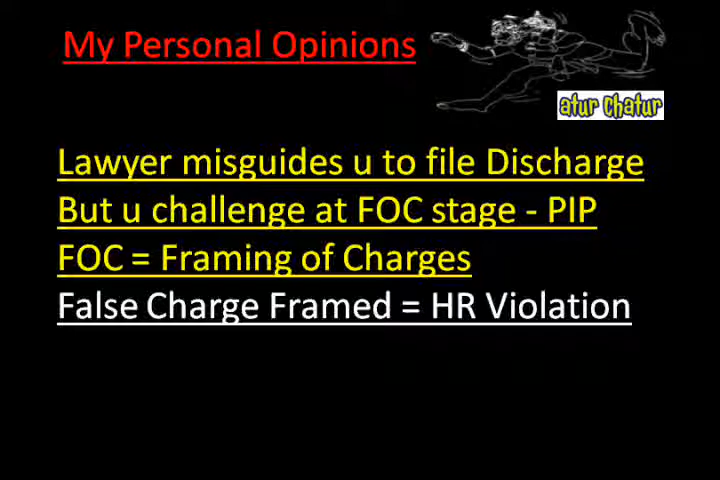 My Personal Opinions
atur chatur
Lawyer misguides u to file Discharge
But u challenge at FOC stage - PIP
FOC = Framing of Charges
False Charge Framed = HR Violation